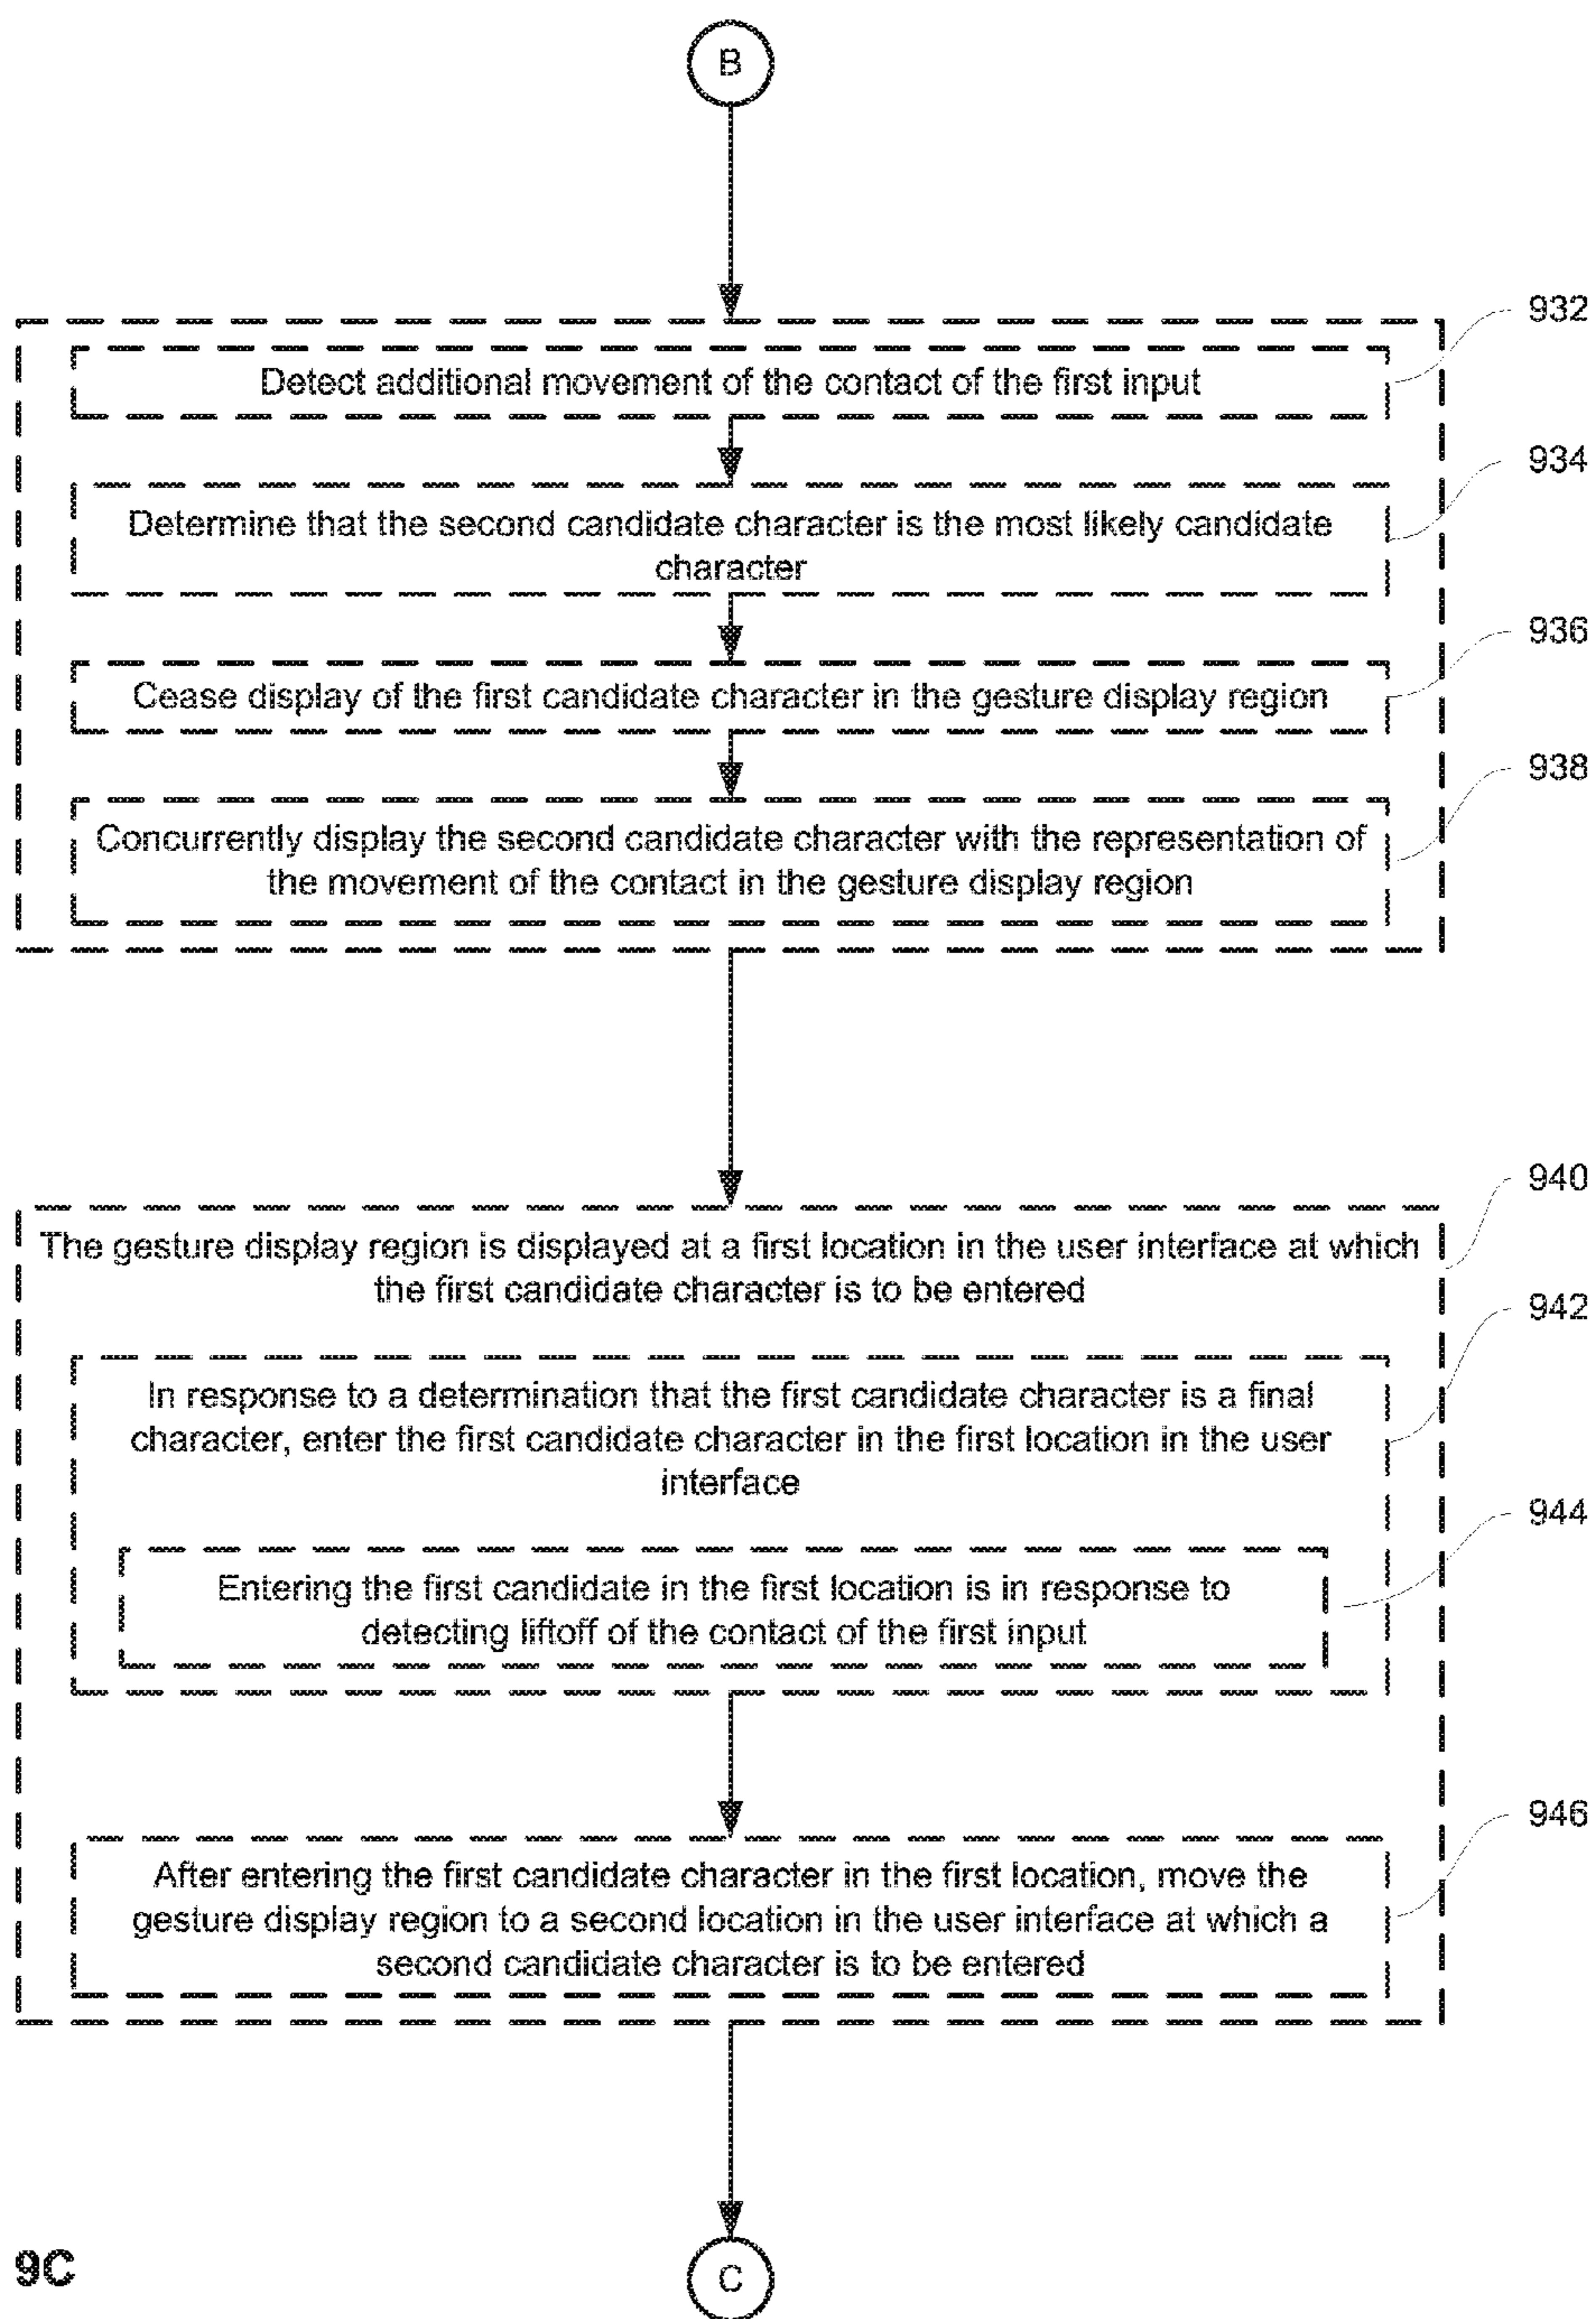 B
932
Detect additional movement of the contact of the first input
934
Determine that the second candidate character is the most likely candidate
character
936
Cease display of the first candidate character in the gesture display region
938
Concurrently display the second candidate character with the representation of
the movement of the contact in the gesture display region
940
The gesture display region is displayed at a first location in the user interface at which
the first candidate character is to be entered
942
In response to a determination that the first candidate character is a final
character, enter the first candidate character in the first location in the user
interface
944
Entering the first candidate in the first location is in response to
detecting liftoff of the contact of the first input
946
After entering the first candidate character in the first location, move the
gesture display region to a second location in the user interface at which a
second candidate character is to be entered
9C
C